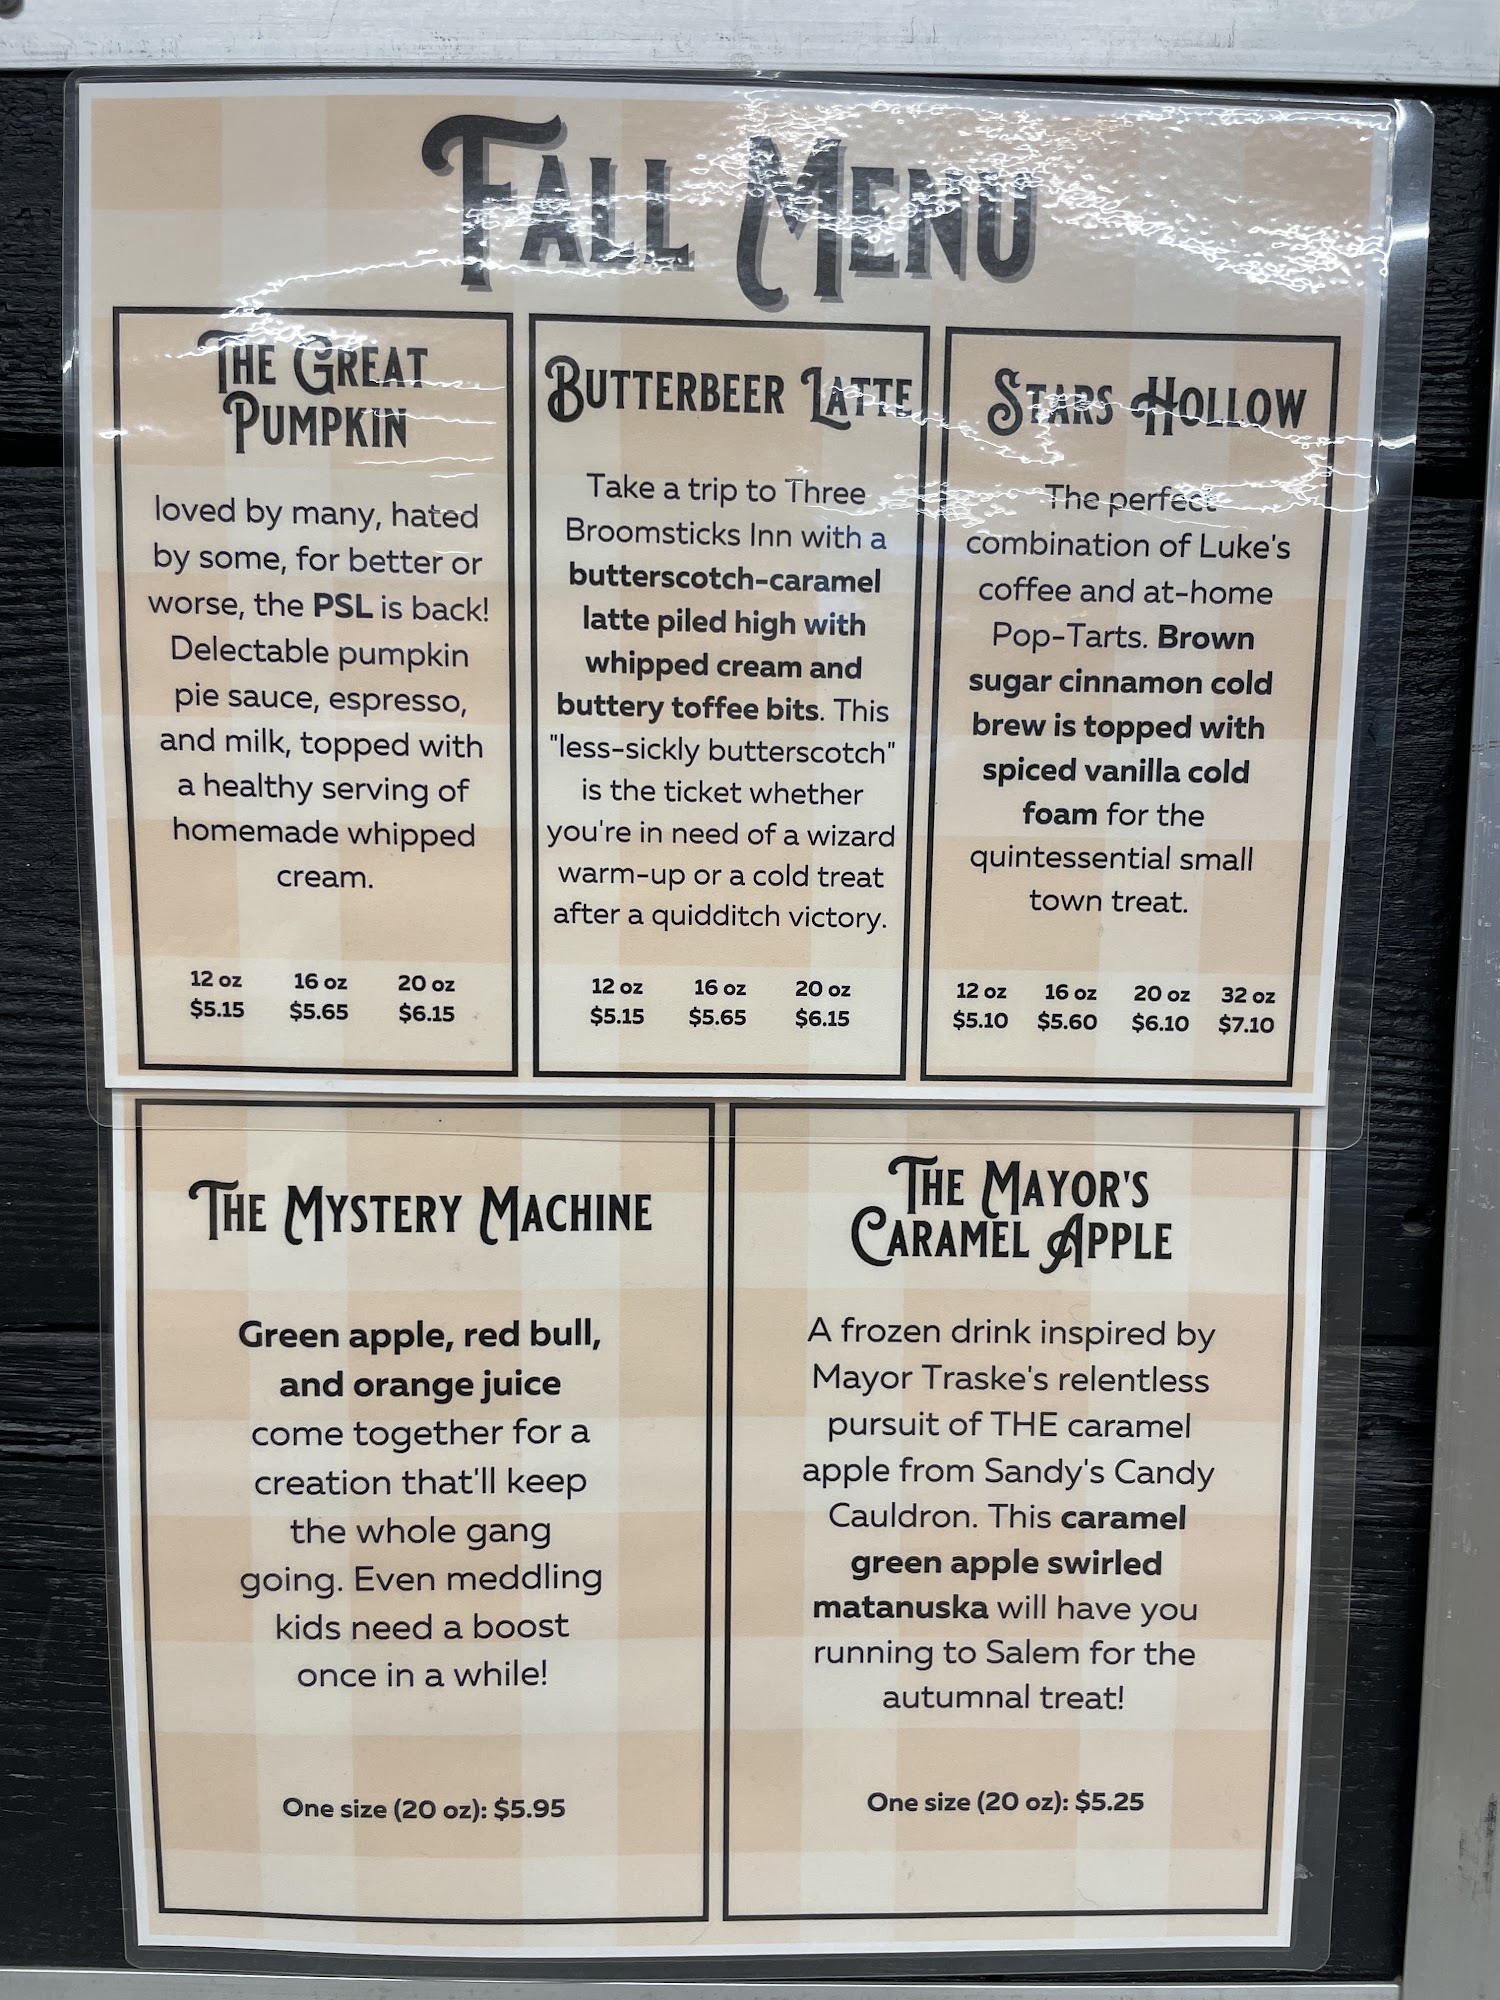 Fall Menu
The Great
Pumpkin
loved by many, hated
by some, for better or
worse, the PSL is back!
Delectable pumpkin
pie sauce, espresso,
and milk, topped with
a healthy serving of
homemade whipped
cream.
12 oz 16 oz 20 oz
$5.15 $5.65 $6.15
Butterbeer Latte
Take a trip to Three
Broomsticks Inn with a
butterscotch-caramel
latte piled high with
whipped cream and
buttery toffee bits. This
"less-sickly butterscotch"
is the ticket whether
you're in need of a wizard
warm-up or a cold treat
after a quidditch victory.
12 oz 16 oz 20 oz
$5.15 $5.65 $6.15
Stars Hollow
The perfect
combination of Luke's
coffee and at-home
Pop-Tarts. Brown
sugar cinnamon cold
brew is topped with
spiced vanilla cold
foam for the
quintessential small
town treat.
12 oz 16 oz 20 oz 32 oz
$5.10 $5.60 $6.10 $7.10
The Mystery Machine
Green apple, red bull,
and orange juice
come together for a
creation that'll keep
the whole gang
going. Even meddling
kids need a boost
once in a while!
One size (20 oz): $5.95
The Mayor's
Caramel Apple
A frozen drink inspired by
Mayor Traske's relentless
pursuit of THE caramel
apple from Sandy's Candy
Cauldron. This caramel
green apple swirled
matanuska will have you
running to Salem for the
autumnal treat!
One size (20 oz): $5.25